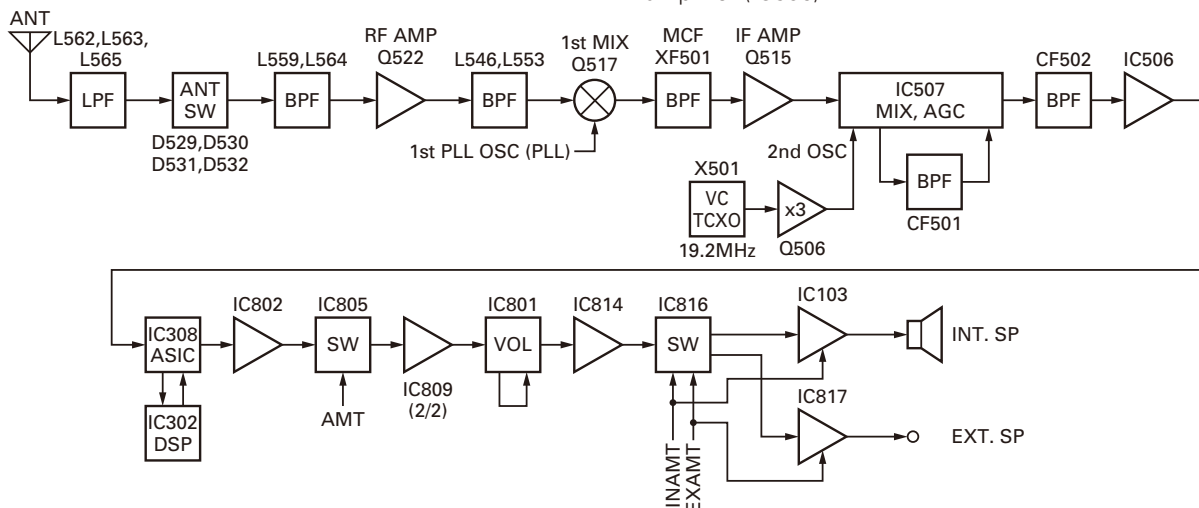 ANT
L562,L563,
L565
LPF
ANT
SW
D529,D530
D531,D532
L559,L564
BPF
RF AMP
Q522
L546,L553
BPF
1st MIX
Q517
1st PLL OSC (PLL)
MCF
XF501
BPF
IF AMP
Q515
IC507
MIX, AGC
2nd OSC
BPF
CF501
X501
VC
TCXO
19.2MHz
x3
Q506
CF502
BPF
IC506
IC308
ASIC
IC302
DSP
IC802
IC805
SW
AMT
IC809
(2/2)
IC801
VOL
IC814
IC816
SW
INAMT
EXAMT
IC103
INT. SP
IC817
EXT. SP